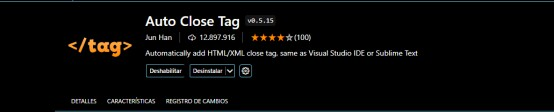 Auto Close Tag v0.5.15
</tag> Jun Han | 12.897.916 | ★★★★☆(100)
Automatically add HTML/XML close tag, same as Visual Studio IDE or Sublime Text
Deshabilitar Desinstalar
DETALLES CARACTERÍSTICAS REGISTRO DE CAMBIOS